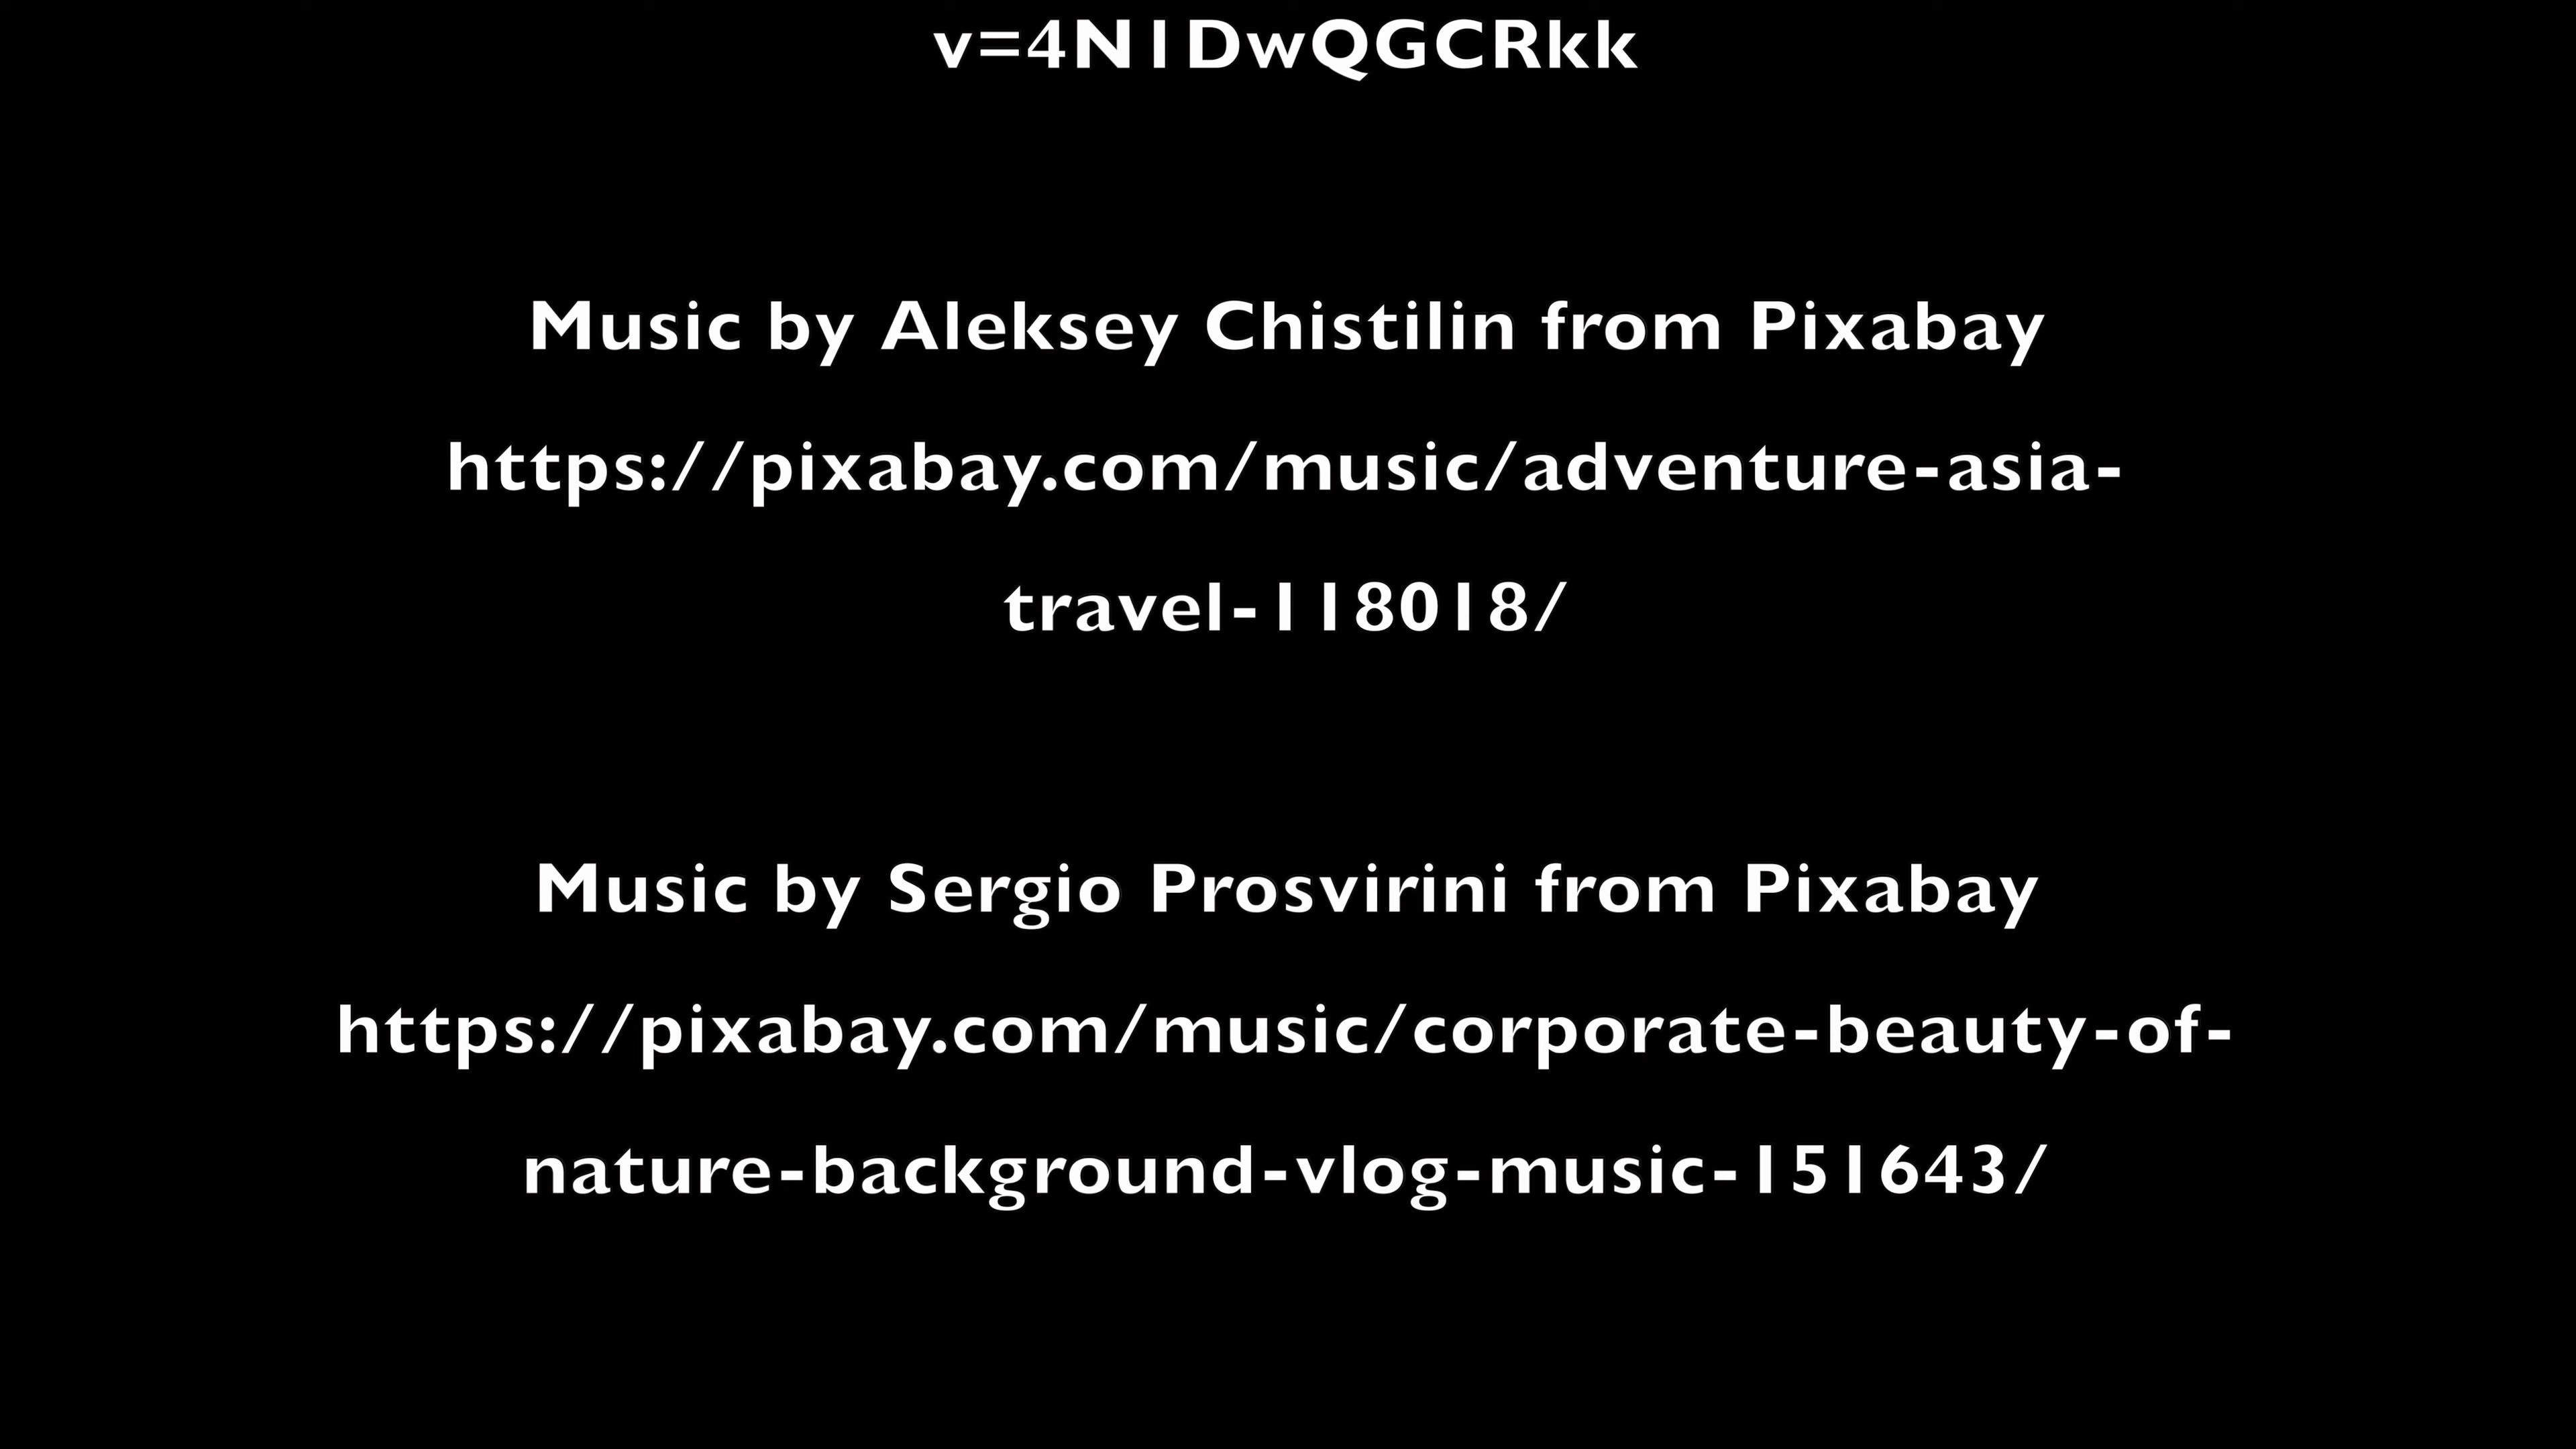 v=4N1DwQGCRkk
Music by Aleksey Chistilin from Pixabay
https://pixabay.com/music/adventure-asia-
travel-118018/
Music by Sergio Prosvirini from Pixabay
https://pixabay.com/music/corporate-beauty-of-
nature-background-vlog-music-151643/